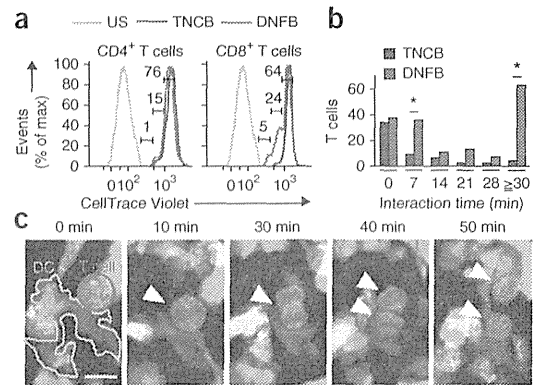 a
US TNCB DNFB
CD4+ T cells CD8+ T cells
Events
(% of max)
100
80
60
40
20
0
76
15
1
64
24
5
0 10² 10³ 0 10² 10³
CellTrace Violet
b
TNCB
DNFB
T cells
80
60
40
20
0
*
*
0 7 14 21 28 ≧30
Interaction time (min)
c
0 min 10 min 30 min 40 min 50 min
DC